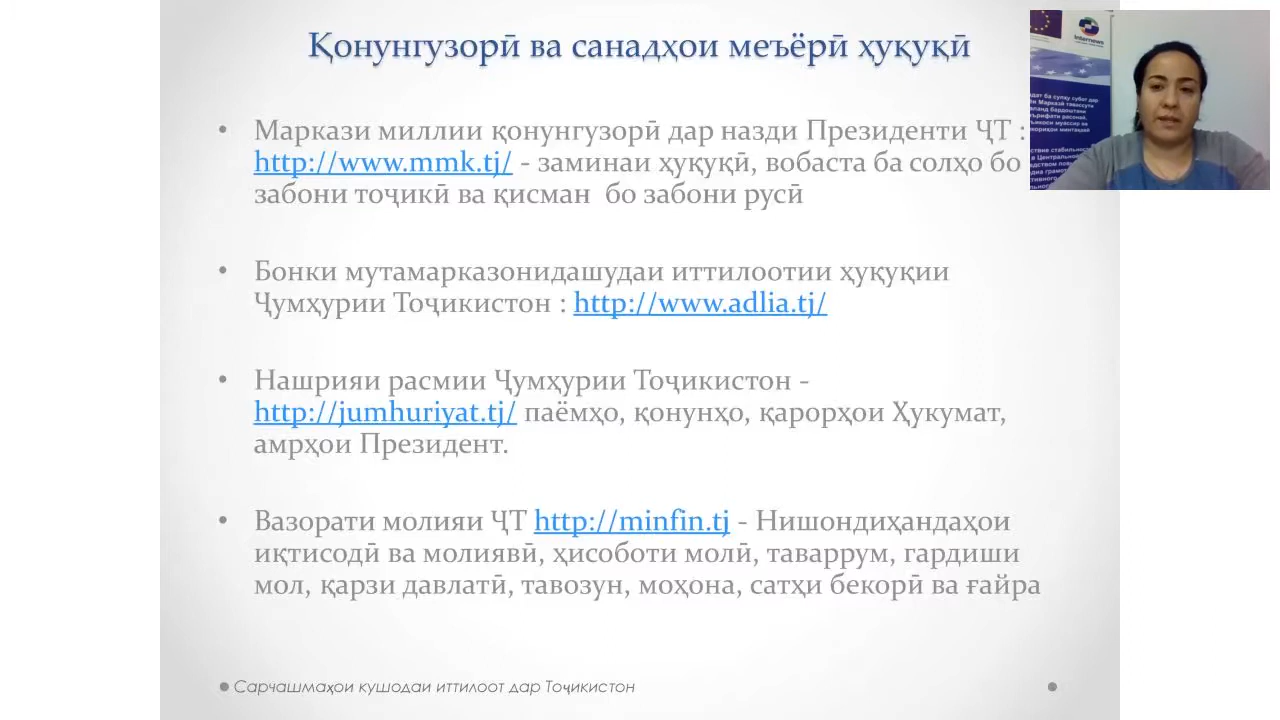 Қонунгузорӣ ва санадҳои меъёрӣ ҳуқуқӣ
• Маркази миллии қонунгузорӣ дар назди Президенти ҶТ :
http://www.mmk.tj/ - заминаи ҳуқуқӣ, вобаста ба солҳо бо
забони тоҷикӣ ва қисман бо забони русӣ
• Бонки мутамарказонидашудаи иттилоотии ҳуқуқии
Ҷумҳурии Тоҷикистон : http://www.adlia.tj/
• Нашрияи расмии Ҷумҳурии Тоҷикистон -
http://jumhuriyat.tj/ паёмҳо, қонунҳо, қарорҳои Ҳукумат,
амрҳои Президент.
• Вазорати молияи ҶТ http://minfin.tj - Нишондиҳандаҳои
иқтисодӣ ва молиявӣ, ҳисоботи молӣ, таваррум, гардиши
мол, қарзи давлатӣ, тавозун, моҳона, сатҳи бекорӣ ва ғайра
Сарчашмаҳои кушодаи иттилоот дар Тоҷикистон
Internews